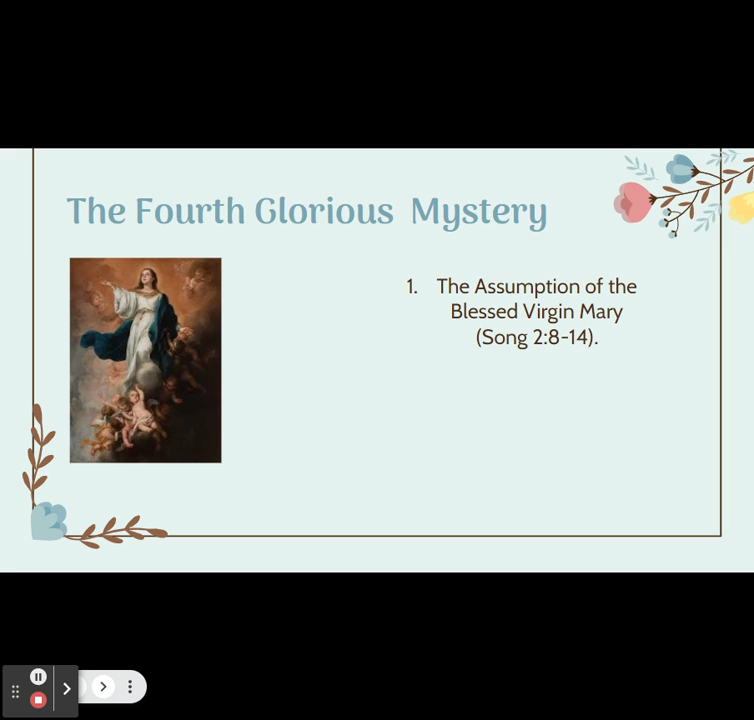 The Fourth Glorious Mystery
1. The Assumption of the
Blessed Virgin Mary
(Song 2:8-14).